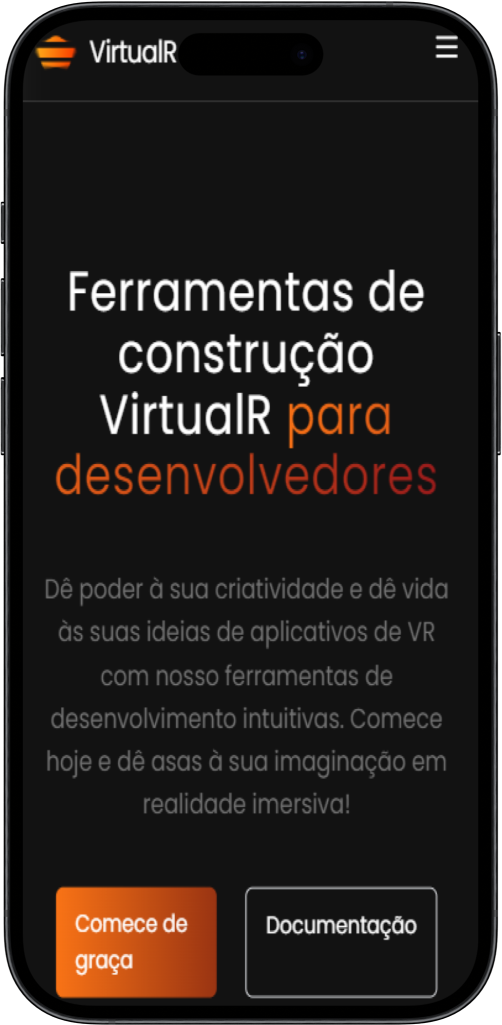 VirtualR
Ferramentas de
construção
VirtualR para
desenvolvedores
Dê poder à sua criatividade e dê vida
às suas ideias de aplicativos de VR
com nosso ferramentas de
desenvolvimento intuitivas. Comece
hoje e dê asas à sua imaginação em
realidade imersiva!
Comece de
graça
Documentação